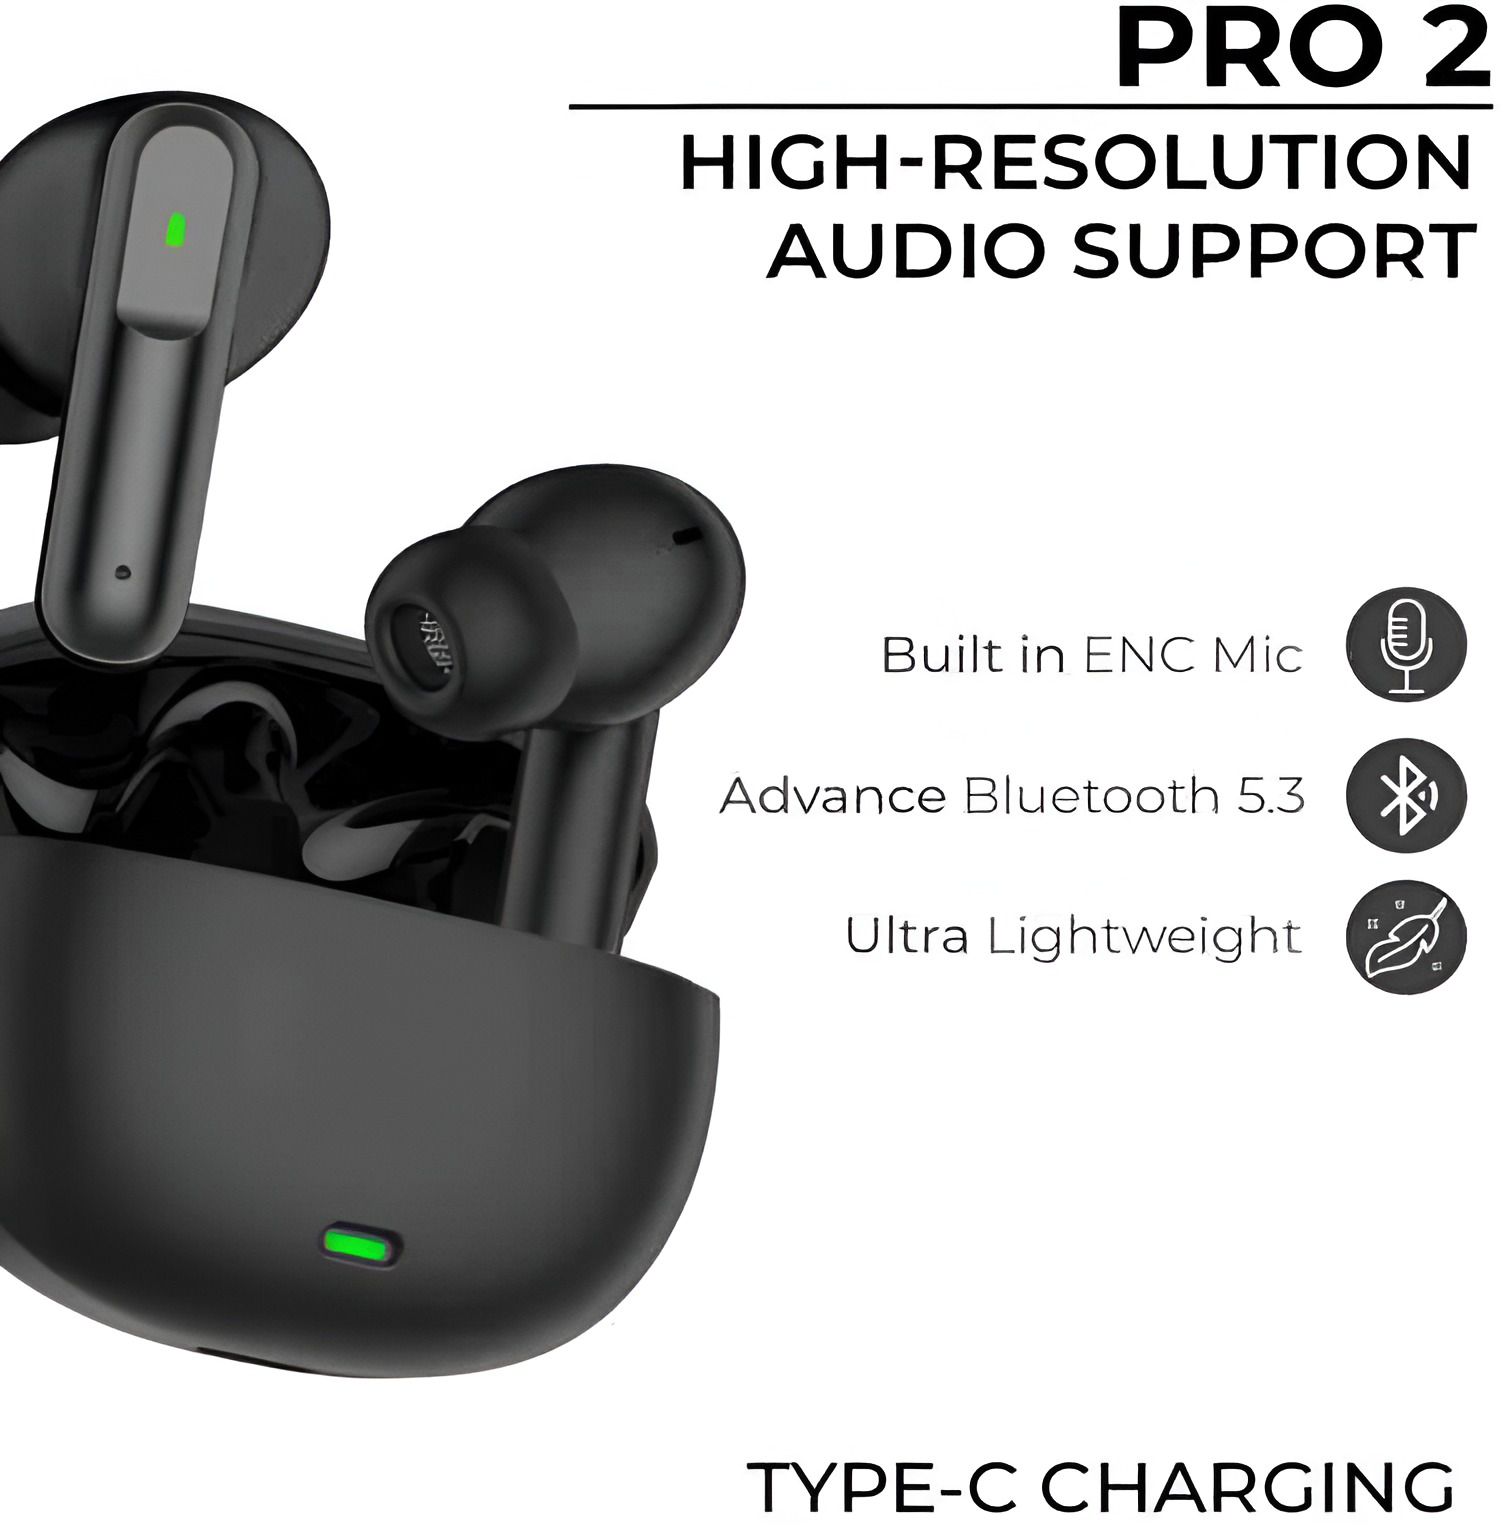 PRO 2
HIGH-RESOLUTION
AUDIO SUPPORT
Built in ENC Mic
Advance Bluetooth 5.3
Ultra Lightweight
TYPE-C CHARGING